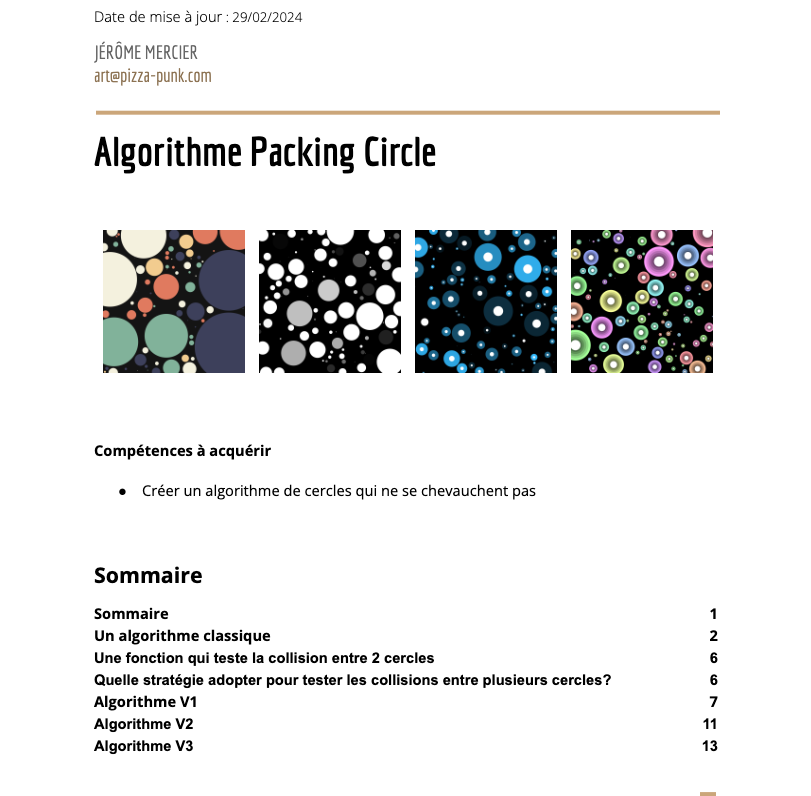 Date de mise à jour : 29/02/2024
JÉRÔME MERCIER
art@pizza-punk.com
Algorithme Packing Circle
Compétences à acquérir
● Créer un algorithme de cercles qui ne se chevauchent pas
Sommaire
Sommaire 1
Un algorithme classique 2
Une fonction qui teste la collision entre 2 cercles 6
Quelle stratégie adopter pour tester les collisions entre plusieurs cercles? 6
Algorithme V1 7
Algorithme V2 11
Algorithme V3 13